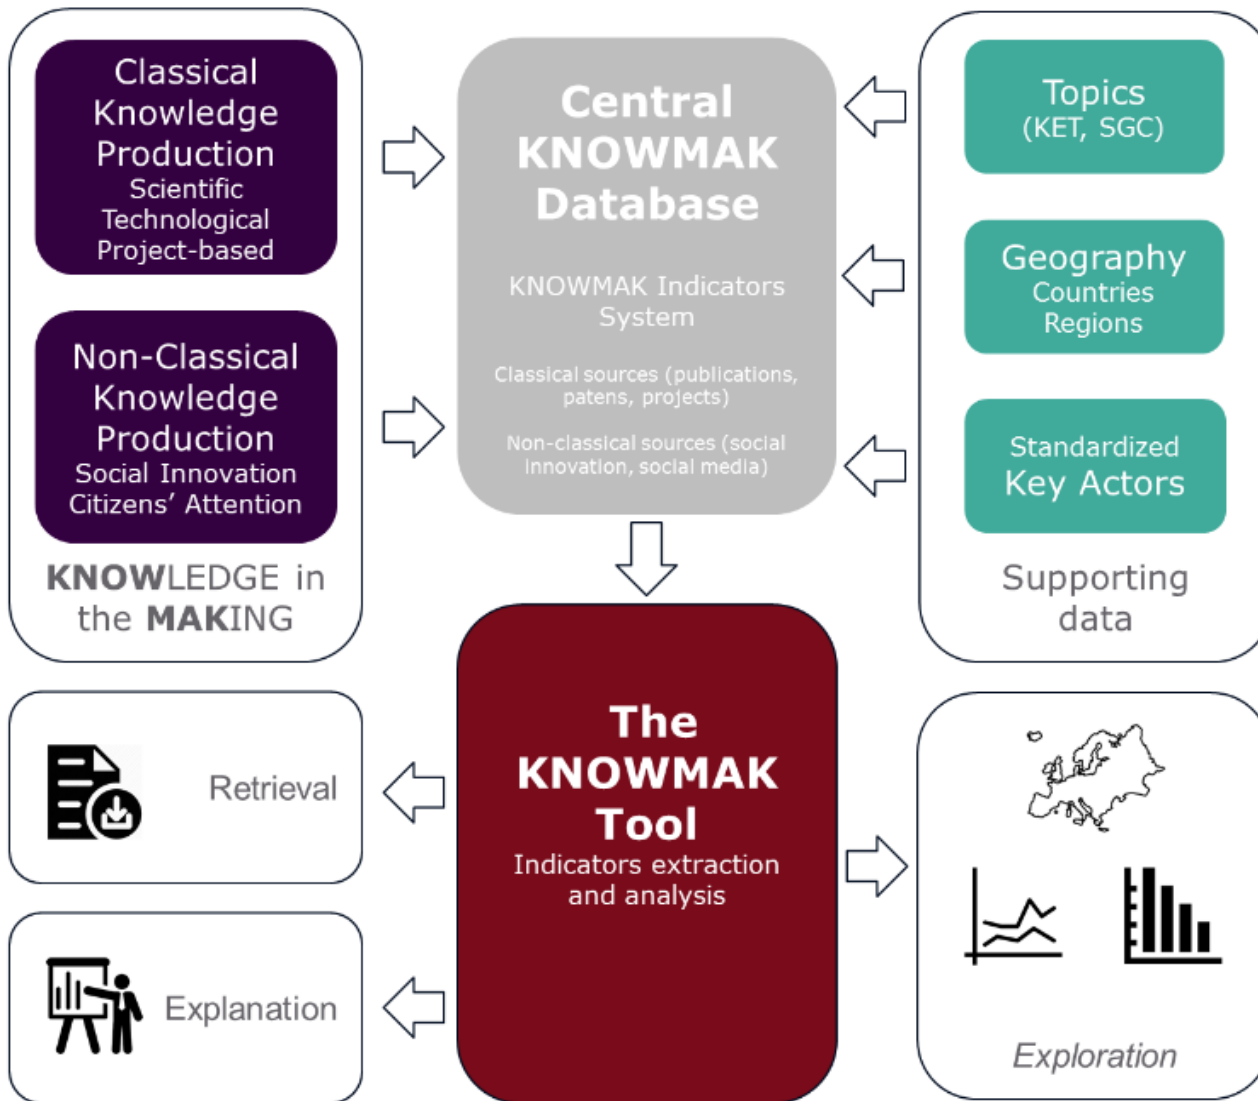 Classical
Knowledge
Production
Scientific
Technological
Project-based
Non-Classical
Knowledge
Production
Social Innovation
Citizens’ Attention
KNOWLEDGE in
the MAKING
Central
KNOWMAK
Database
KNOWMAK Indicators
System
Classical sources (publications,
patens, projects)
Non-classical sources (social
innovation, social media)
Topics
(KET, SGC)
Geography
Countries
Regions
Standardized
Key Actors
Supporting
data
The
KNOWMAK
Tool
Indicators extraction
and analysis
Retrieval
Explanation
Exploration